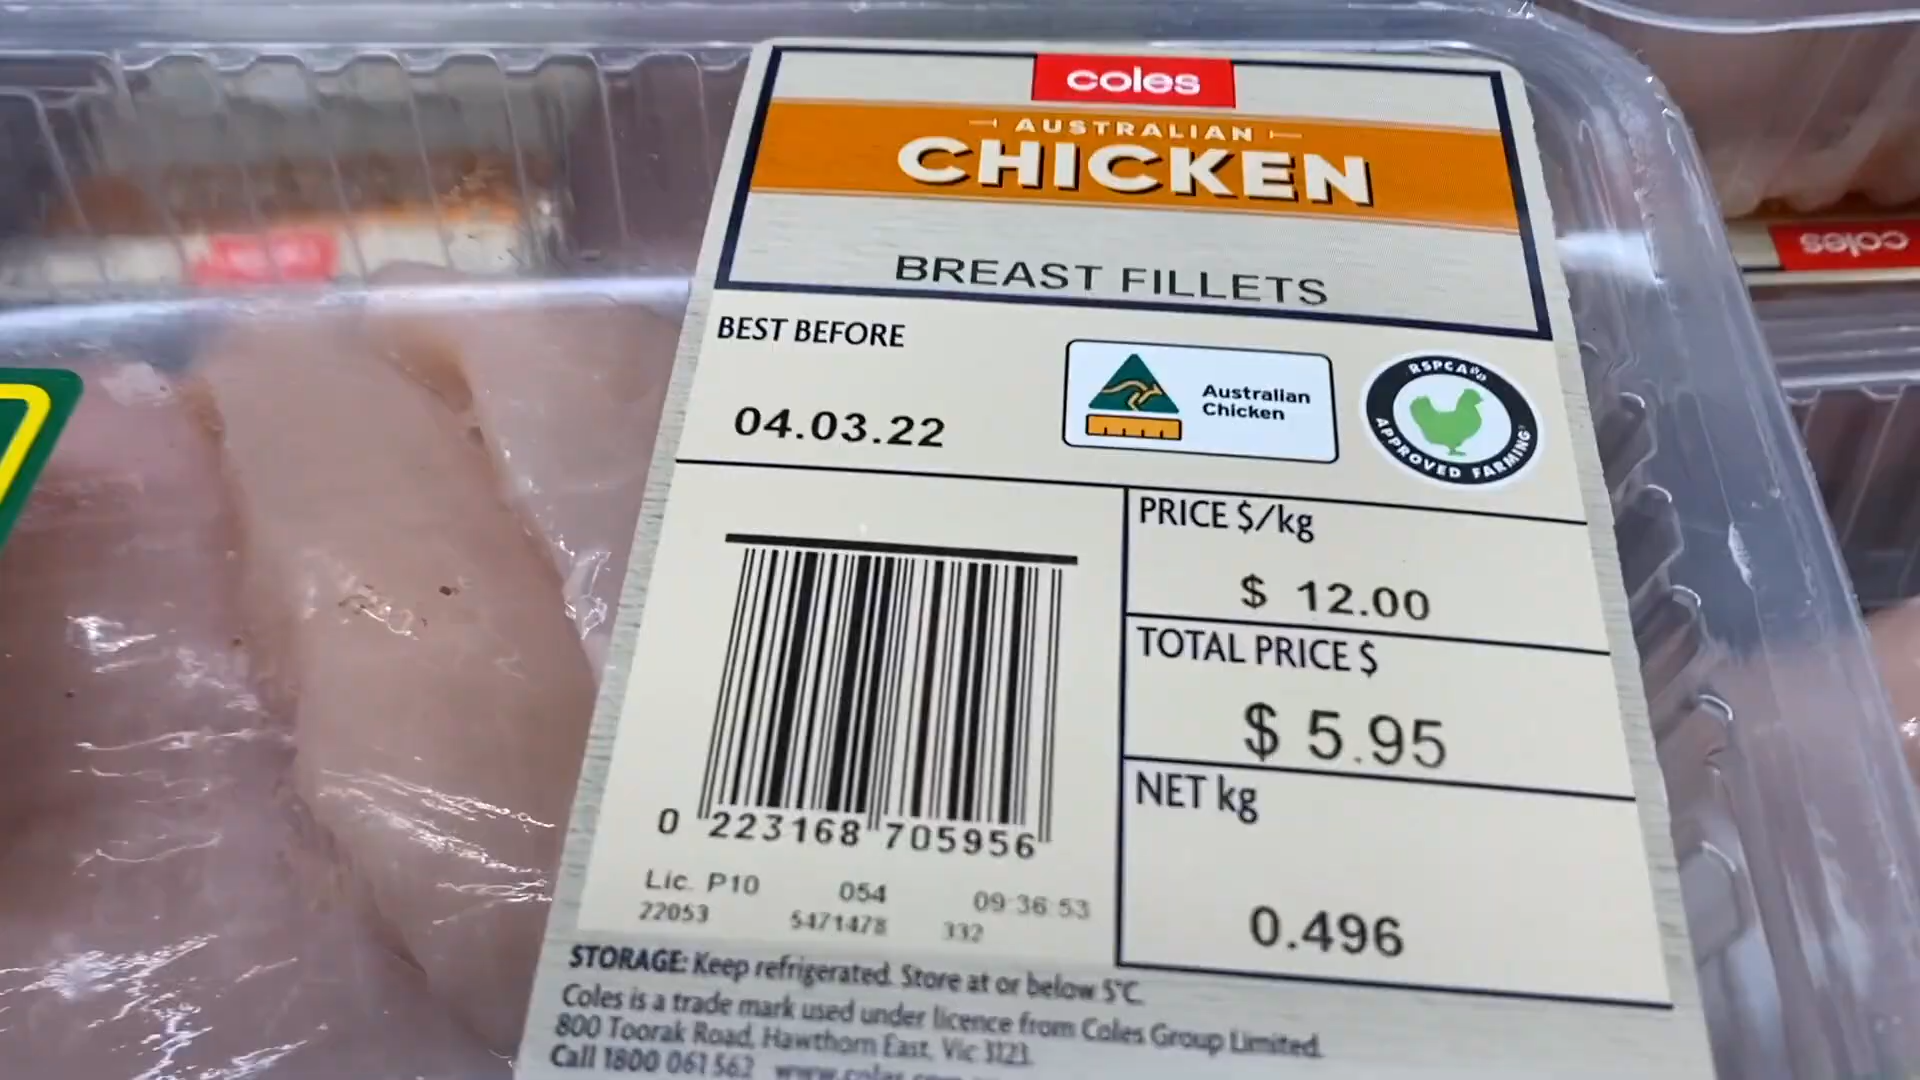 coles
AUSTRALIAN
CHICKEN
BREAST FILLETS
BEST BEFORE
04.03.22
Australian
Chicken
RSPCA
APPROVED FARMING
PRICE $/kg
$ 12.00
TOTAL PRICE $
$ 5.95
NET kg
0.496
0 223168 705956
Lic. P10 054 09:36:53
22053 5471478 332
STORAGE: Keep refrigerated. Store at or below 5°C.
Coles is a trade mark used under licence from Coles Group Limited.
800 Toorak Road, Hawthorn East, Vic 3123.
Call 1800 061 562
coles